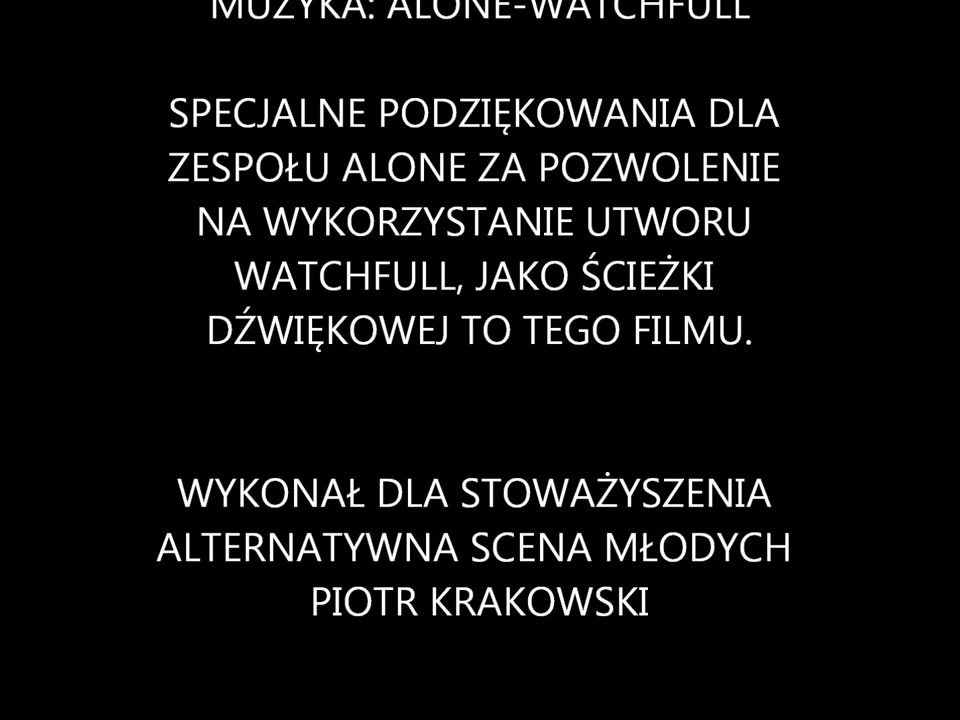 MUZYKA: ALONE-WATCHFULL
SPECJALNE PODZIĘKOWANIA DLA
ZESPOŁU ALONE ZA POZWOLENIE
NA WYKORZYSTANIE UTWORU
WATCHFULL, JAKO ŚCIEŻKI
DŹWIĘKOWEJ TO TEGO FILMU.
WYKONAŁ DLA STOWAŻYSZENIA
ALTERNATYWNA SCENA MŁODYCH
PIOTR KRAKOWSKI